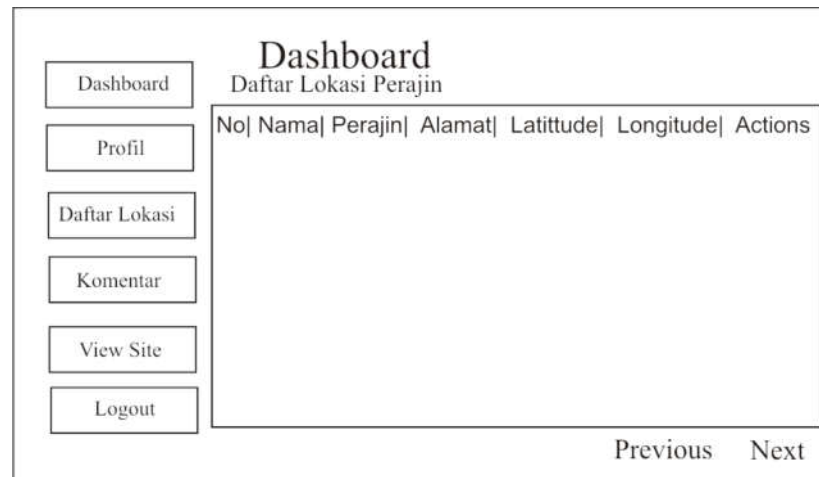 Dashboard
Daftar Lokasi Perajin
Dashboard
Profil
Daftar Lokasi
Komentar
View Site
Logout
No| Nama| Perajin| Alamat| Latittude| Longitude| Actions
Previous Next